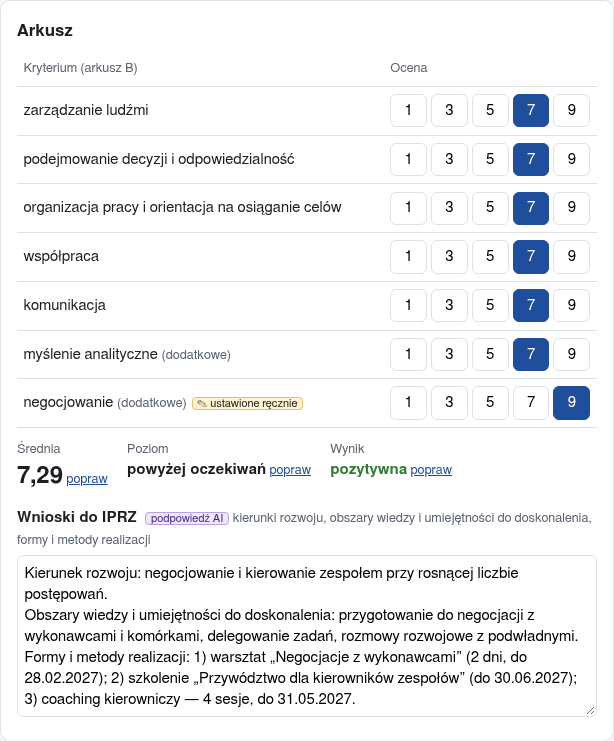 Arkusz
Kryterium (arkusz B) Ocena
zarządzanie ludźmi 1 3 5 7 9
podejmowanie decyzji i odpowiedzialność 1 3 5 7 9
organizacja pracy i orientacja na osiąganie celów 1 3 5 7 9
współpraca 1 3 5 7 9
komunikacja 1 3 5 7 9
myślenie analityczne (dodatkowe) 1 3 5 7 9
negocjowanie (dodatkowe) ✎ ustawione ręcznie 1 3 5 7 9
Średnia Poziom Wynik
7,29 popraw powyżej oczekiwań popraw pozytywna popraw
Wnioski do IPRZ podpowiedź AI kierunki rozwoju, obszary wiedzy i umiejętności do doskonalenia,
formy i metody realizacji
Kierunek rozwoju: negocjowanie i kierowanie zespołem przy rosnącej liczbie
postępowań.
Obszary wiedzy i umiejętności do doskonalenia: przygotowanie do negocjacji z
wykonawcami i komórkami, delegowanie zadań, rozmowy rozwojowe z podwładnymi.
Formy i metody realizacji: 1) warsztat „Negocjacje z wykonawcami” (2 dni, do
28.02.2027); 2) szkolenie „Przywództwo dla kierowników zespołów” (do 30.06.2027);
3) coaching kierowniczy — 4 sesje, do 31.05.2027.